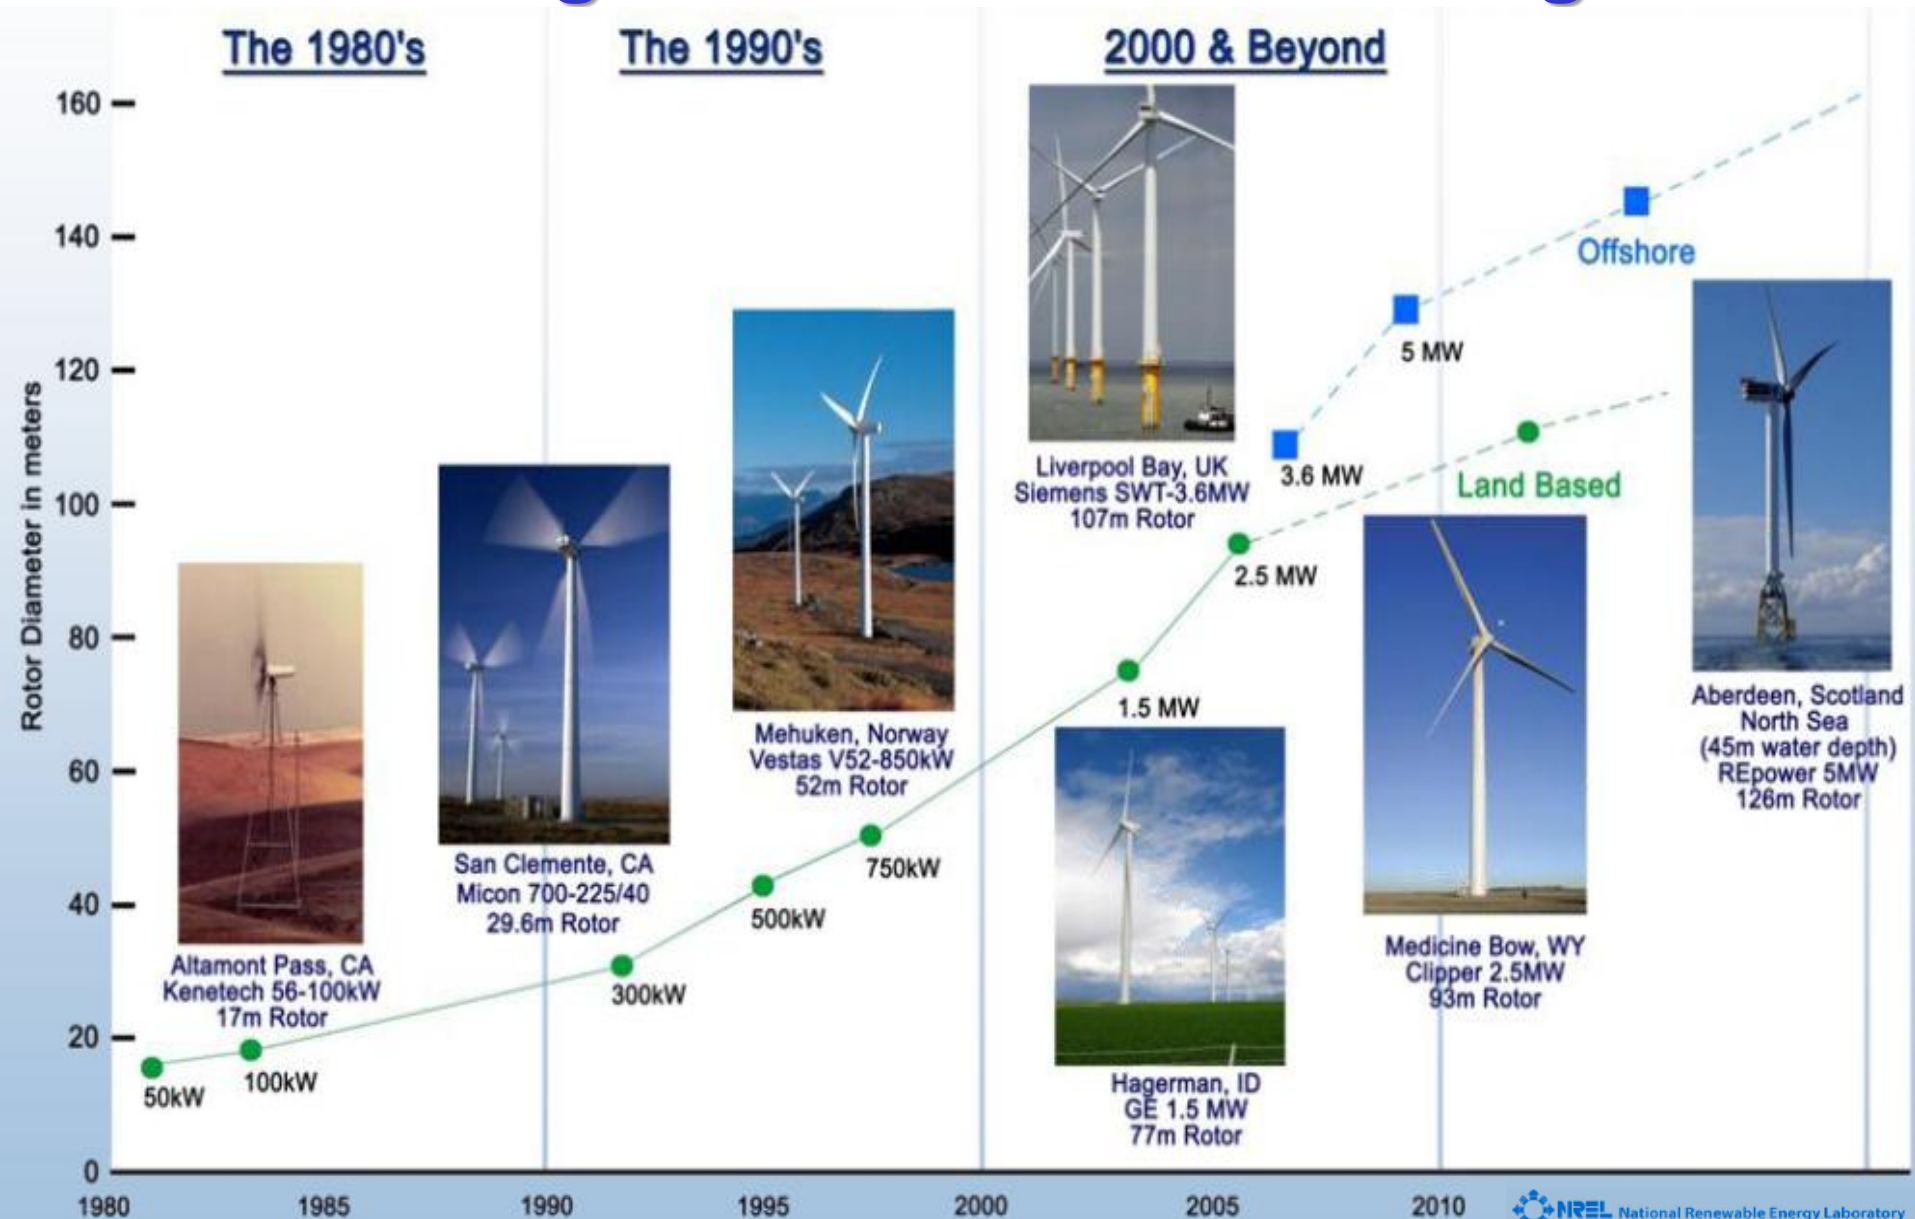 The 1980's
The 1990's
2000 & Beyond
Rotor Diameter in meters
160
140
120
100
80
60
40
20
0
1980
1985
1990
1995
2000
2005
2010
50kW
100kW
300kW
500kW
750kW
1.5 MW
2.5 MW
3.6 MW
5 MW
Offshore
Land Based
Altamont Pass, CA
Kenetech 56-100kW
17m Rotor
San Clemente, CA
Micon 700-225/40
29.6m Rotor
Mehuken, Norway
Vestas V52-850kW
52m Rotor
Liverpool Bay, UK
Siemens SWT-3.6MW
107m Rotor
Hagerman, ID
GE 1.5 MW
77m Rotor
Medicine Bow, WY
Clipper 2.5MW
93m Rotor
Aberdeen, Scotland
North Sea
(45m water depth)
REpower 5MW
126m Rotor
NREL National Renewable Energy Laboratory